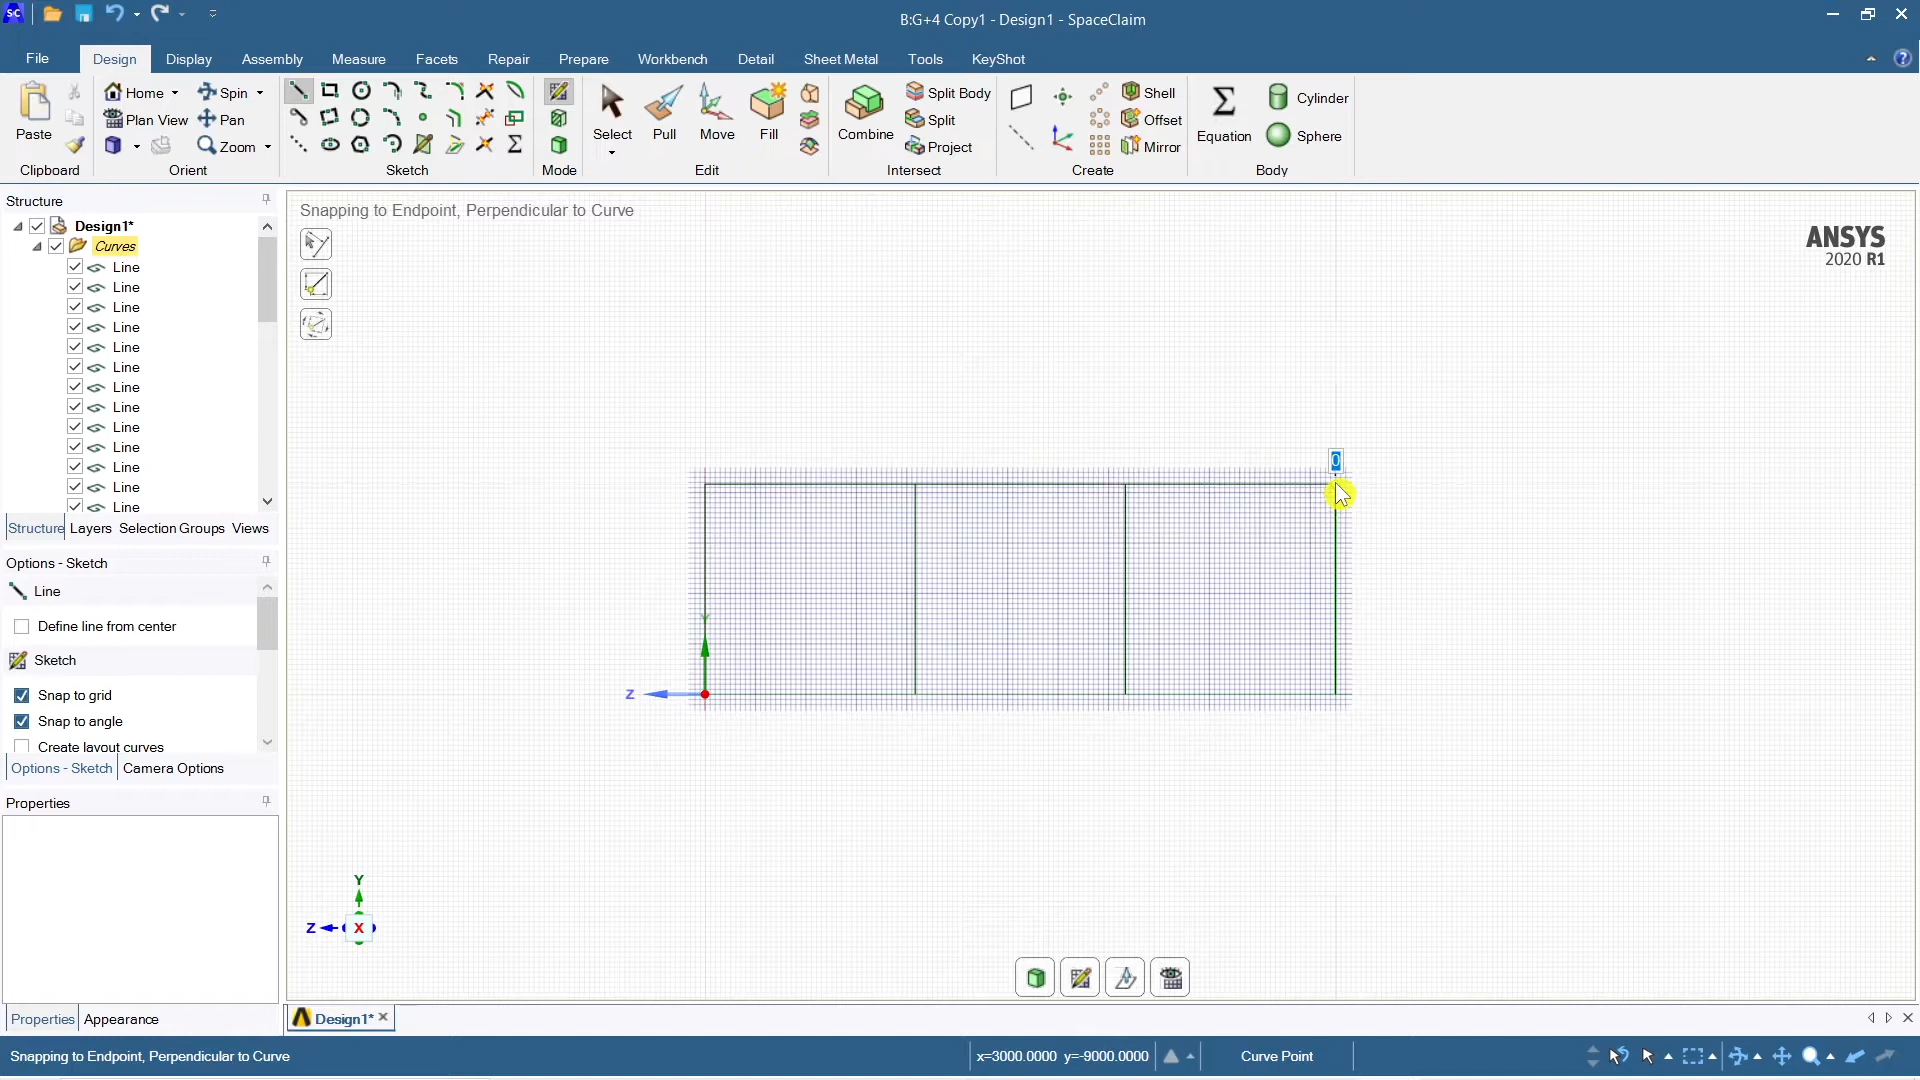 SC
B:G+4 Copy1 - Design1 - SpaceClaim
File Design Display Assembly Measure Facets Repair Prepare Workbench Detail Sheet Metal Tools KeyShot
Paste
Clipboard
Home Spin
Plan View Pan
Zoom
Orient
Sketch
Mode
Select Pull Move Fill
Edit
Combine
Split Body
Split
Project
Intersect
Shell
Offset
Mirror
Create
Equation
Cylinder
Sphere
Body
Structure
Design1*
Curves
Line
Line
Line
Line
Line
Line
Line
Line
Line
Line
Line
Line
Line
Structure Layers Selection Groups Views
Options - Sketch
Line
Define line from center
Sketch
Snap to grid
Snap to angle
Create layout curves
Options - Sketch Camera Options
Properties
Properties Appearance
Snapping to Endpoint, Perpendicular to Curve
ANSYS
2020 R1
0
Y
Z
Y
Z X
Design1*
Snapping to Endpoint, Perpendicular to Curve
x=3000.0000 y=-9000.0000
Curve Point